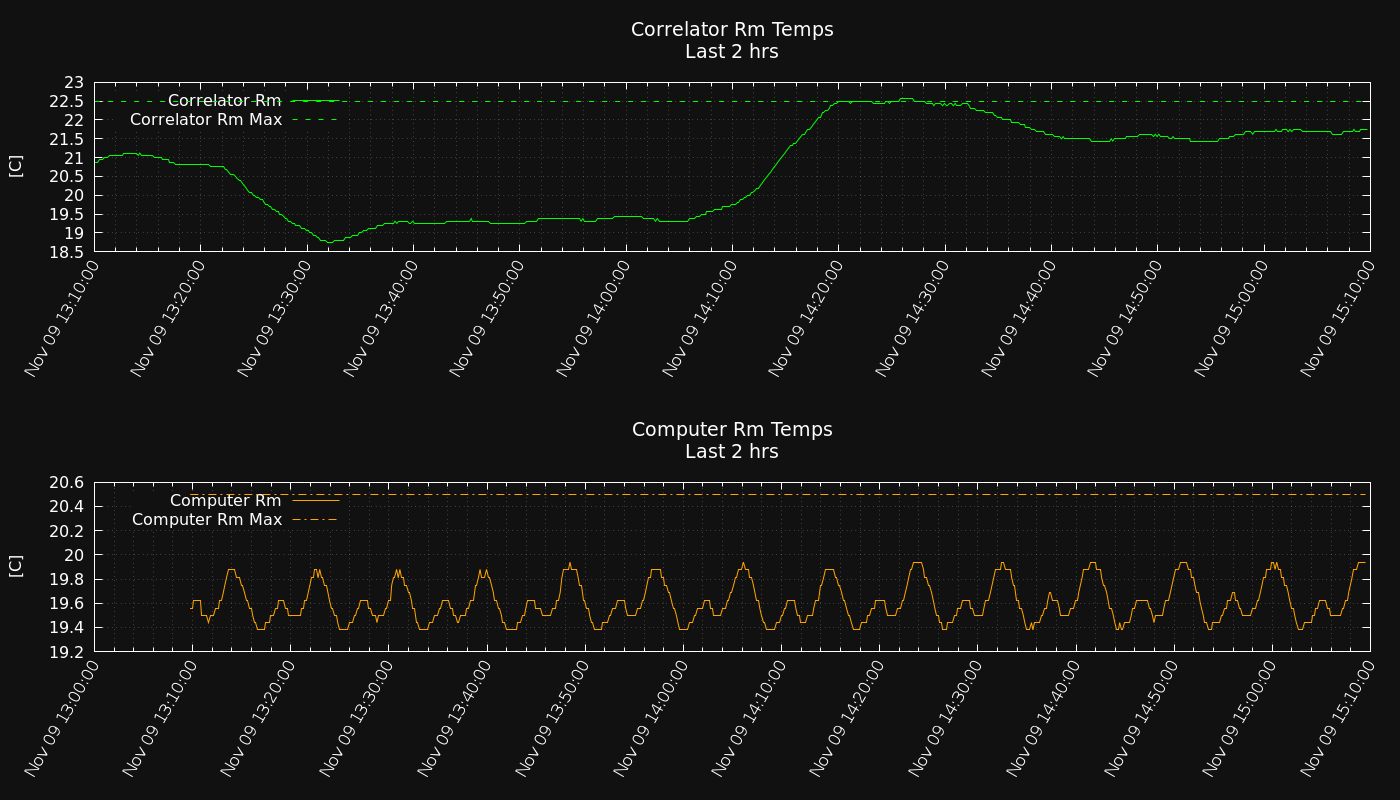 Correlator Rm Temps
Last 2 hrs
[C]
23
22.5
22
21.5
21
20.5
20
19.5
19
18.5
Correlator Rm
Correlator Rm Max
Nov 09 13:10:00
Nov 09 13:20:00
Nov 09 13:30:00
Nov 09 13:40:00
Nov 09 13:50:00
Nov 09 14:00:00
Nov 09 14:10:00
Nov 09 14:20:00
Nov 09 14:30:00
Nov 09 14:40:00
Nov 09 14:50:00
Nov 09 15:00:00
Nov 09 15:10:00
Computer Rm Temps
Last 2 hrs
[C]
20.6
20.4
20.2
20
19.8
19.6
19.4
19.2
Computer Rm
Computer Rm Max
Nov 09 13:00:00
Nov 09 13:10:00
Nov 09 13:20:00
Nov 09 13:30:00
Nov 09 13:40:00
Nov 09 13:50:00
Nov 09 14:00:00
Nov 09 14:10:00
Nov 09 14:20:00
Nov 09 14:30:00
Nov 09 14:40:00
Nov 09 14:50:00
Nov 09 15:00:00
Nov 09 15:10:00